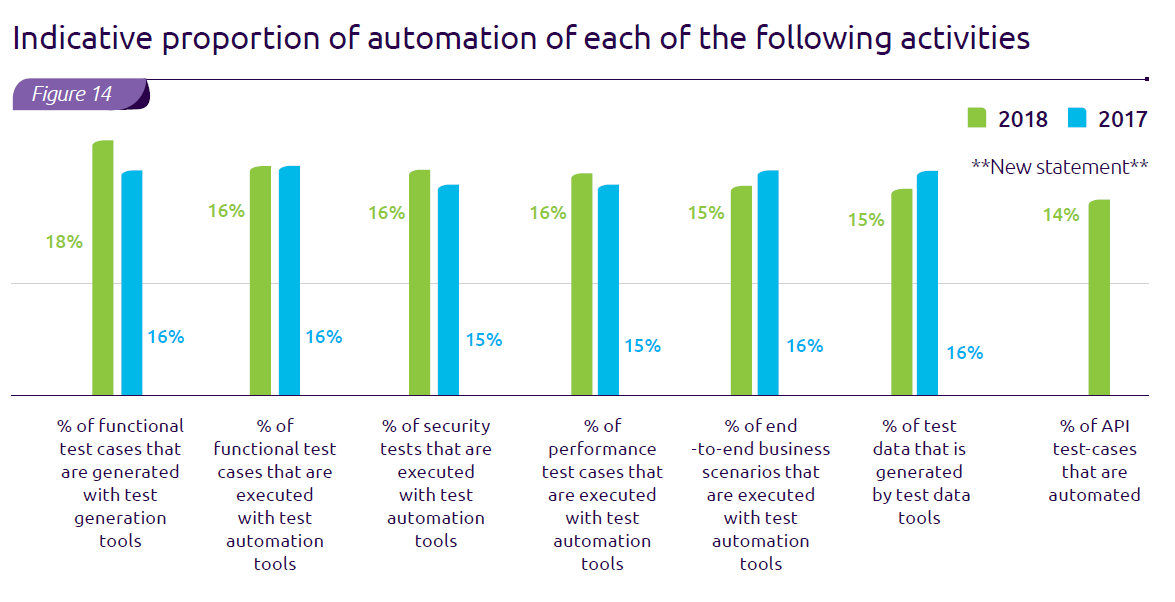 Indicative proportion of automation of each of the following activities
Figure 14
2018 2017
**New statement**
18%
16%
16%
16%
16%
15%
16%
15%
15%
16%
15%
16%
14%
% of functional
test cases that
are generated
with test
generation
tools
% of
functional test
cases that are
executed
with test
automation
tools
% of security
tests that are
executed
with test
automation
tools
% of
performance
test cases that
are executed
with test
automation
tools
% of end
-to-end business
scenarios that
are executed
with test
automation
tools
% of test
data that is
generated
by test data
tools
% of API
test-cases
that are
automated